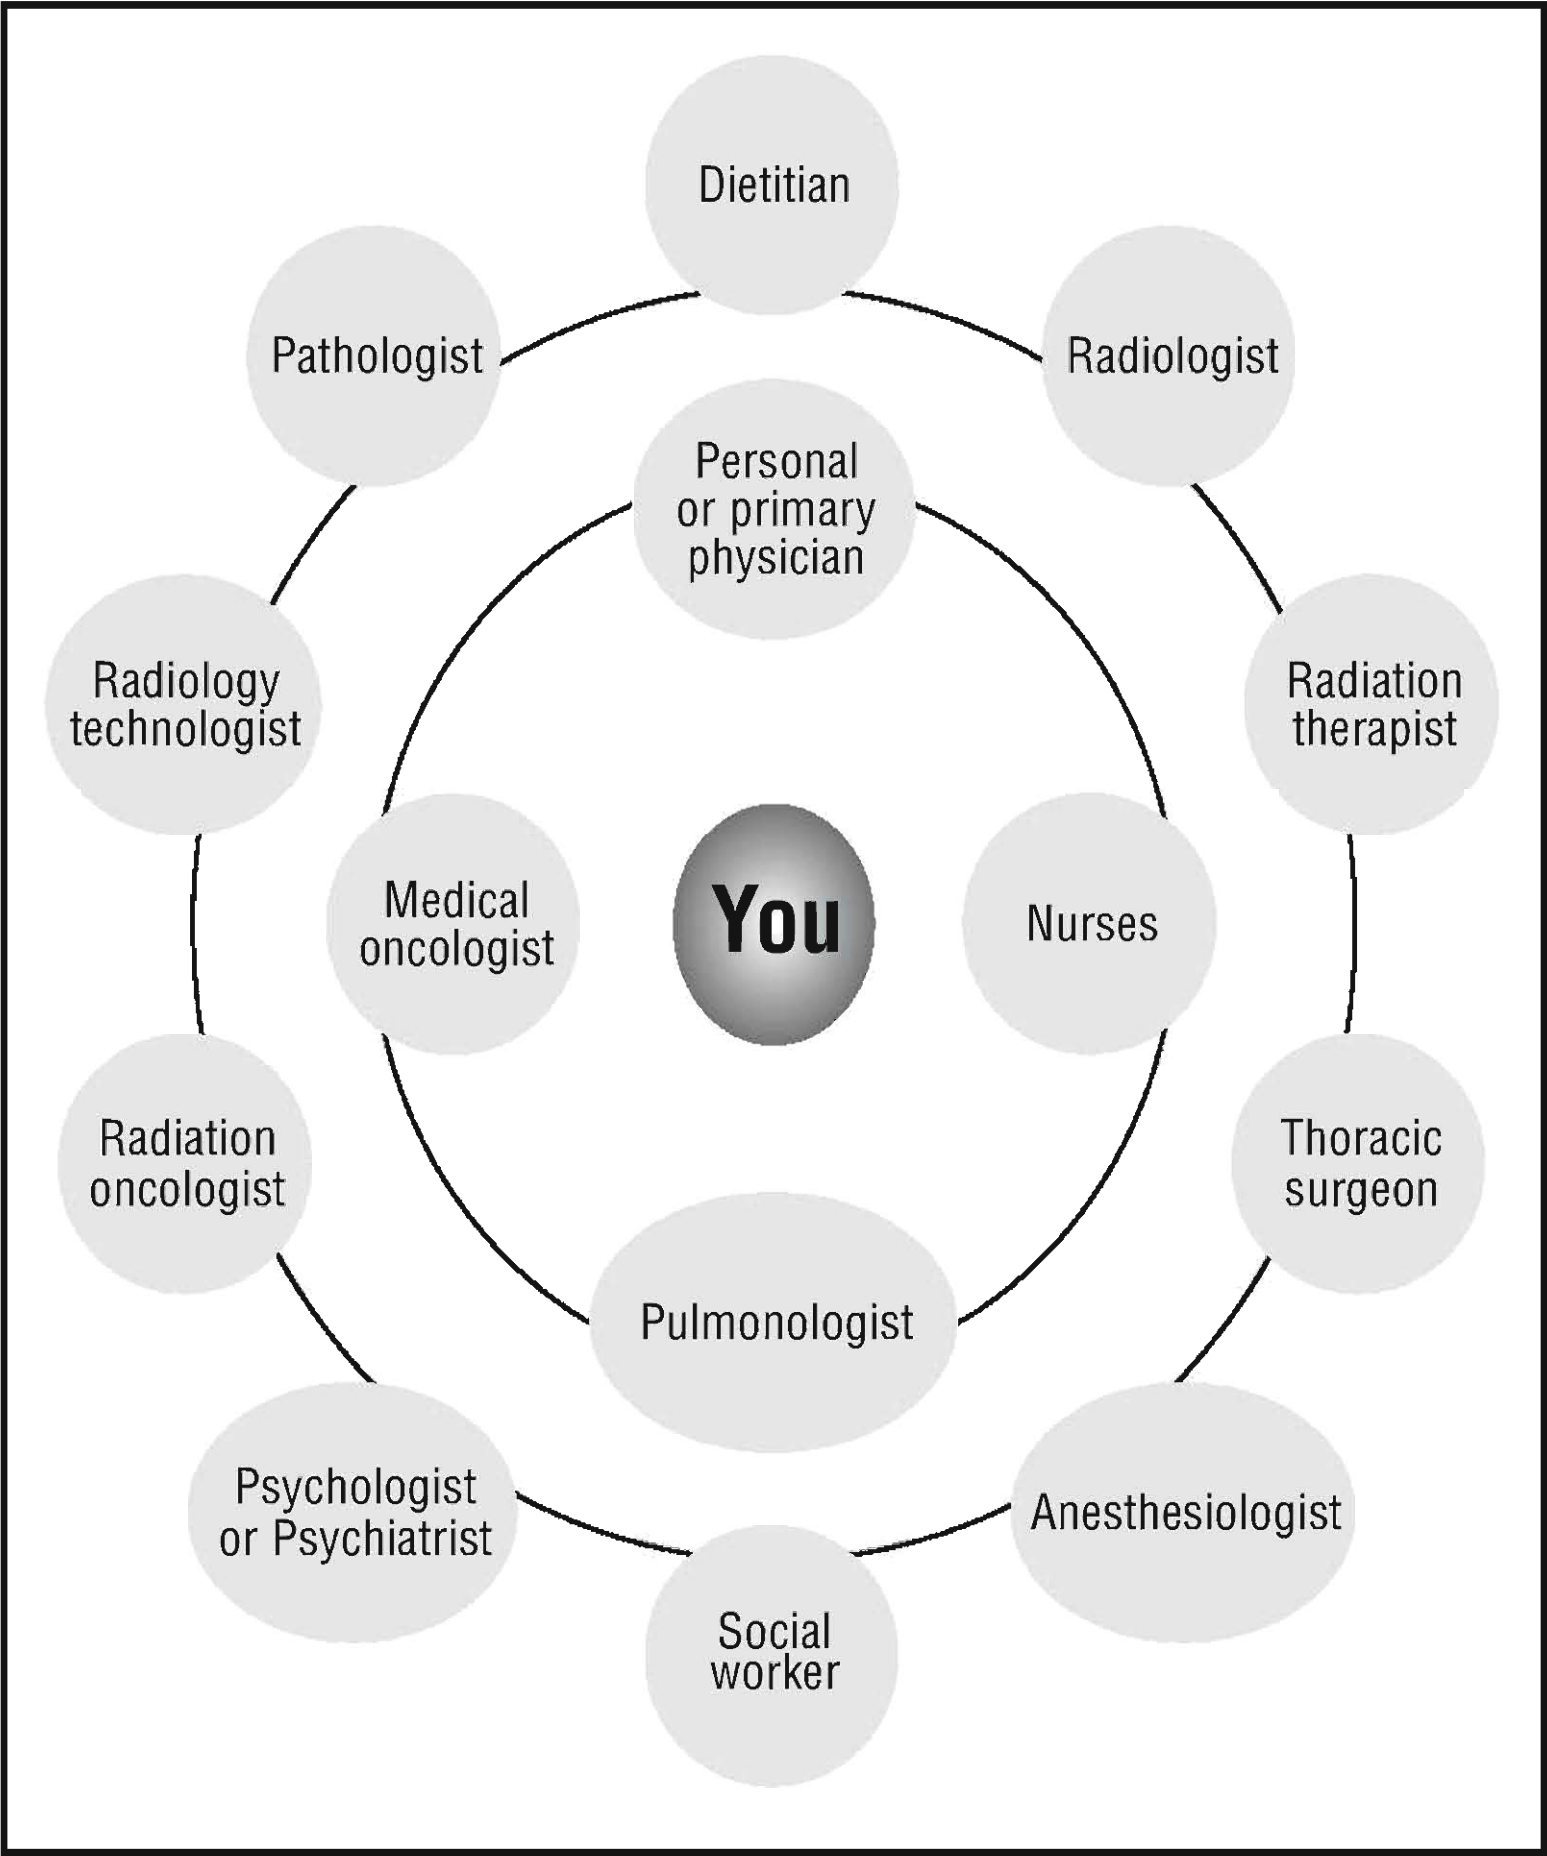 Dietitian
Pathologist
Radiologist
Personal
or primary
physician
Radiology
technologist
Radiation
therapist
Medical
oncologist
You
Nurses
Radiation
oncologist
Thoracic
surgeon
Pulmonologist
Psychologist
or Psychiatrist
Anesthesiologist
Social
worker